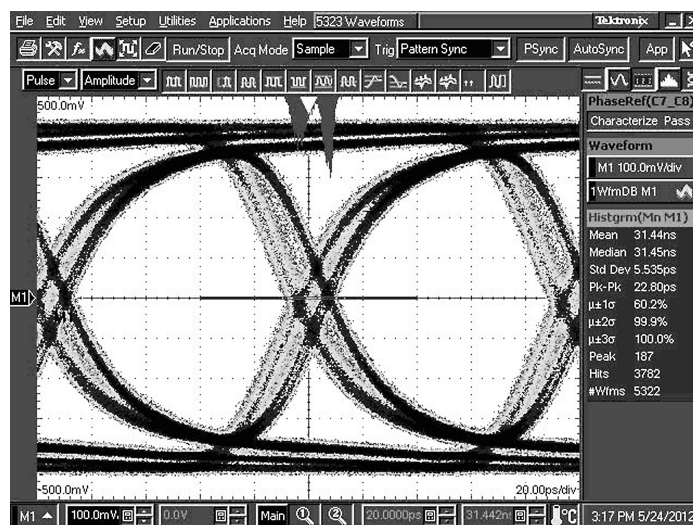 File Edit View Setup Utilities Applications Help 5323 Waveforms Tektronix
Run/Stop Acq Mode Sample Trig Pattern Sync PSync AutoSync App
Pulse Amplitude
500.0mV
PhaseRef(C7_C8)
Characterize Pass
Waveform
M1 100.0mV/div
1WfmDB M1
Histgrm(Mn M1)
Mean 31.44ns
Median 31.45ns
Std Dev 5.535ps
Pk-Pk 22.80ps
µ±1σ 60.2%
µ±2σ 99.9%
µ±3σ 100.0%
Peak 187
Hits 3782
#Wfms 5322
M1
-500.0mV 20.00ps/div
M1 100.0mV 0.0V Main 1 2 20.0000ps 31.442ns °C 3:17 PM 5/24/2012